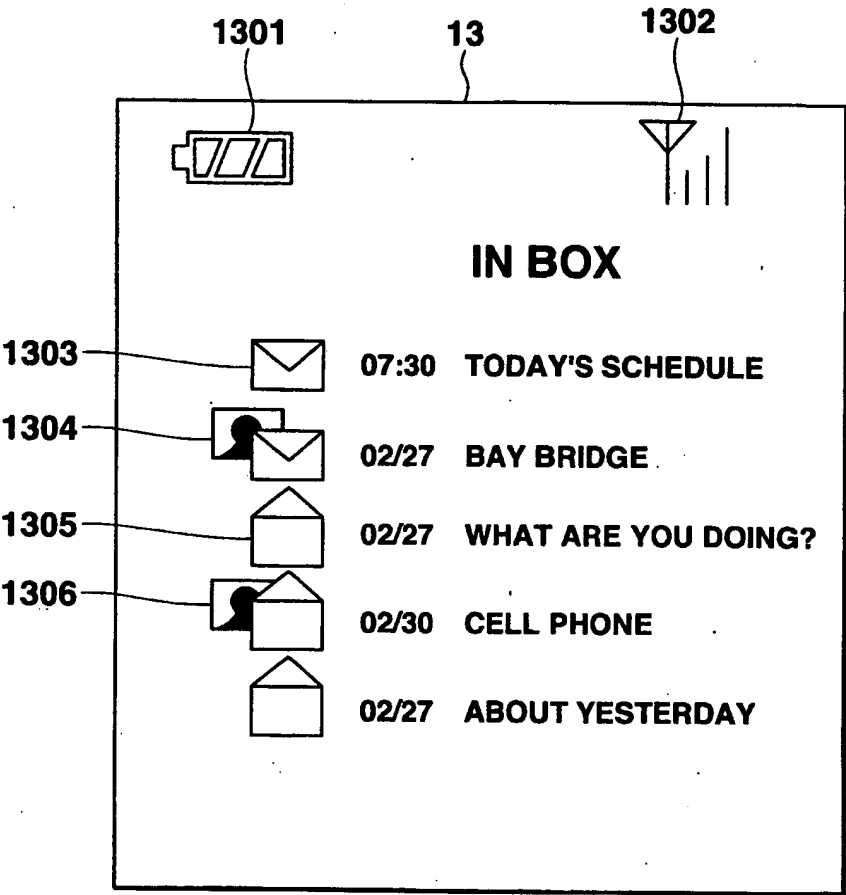 1301 13 1302
IN BOX
1303 07:30 TODAY'S SCHEDULE
1304 02/27 BAY BRIDGE
1305 02/27 WHAT ARE YOU DOING?
1306 02/30 CELL PHONE
02/27 ABOUT YESTERDAY